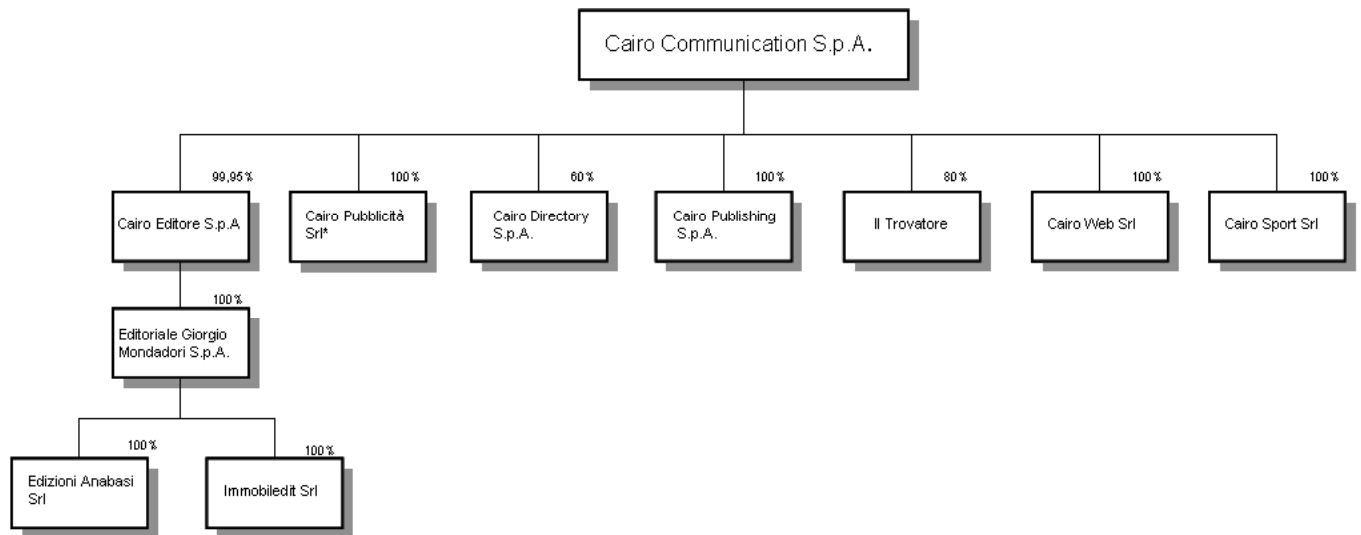 Cairo Communication S.p.A.
99,95%
100%
60%
100%
80%
100%
100%
Cairo Editore S.p.A
Cairo Pubblicità
Srl*
Cairo Directory
S.p.A.
Cairo Publishing
S.p.A.
Il Trovatore
Cairo Web Srl
Cairo Sport Srl
100%
Editoriale Giorgio
Mondadori S.p.A.
100%
100%
Edizioni Anabasi
Srl
Immobiledit Srl